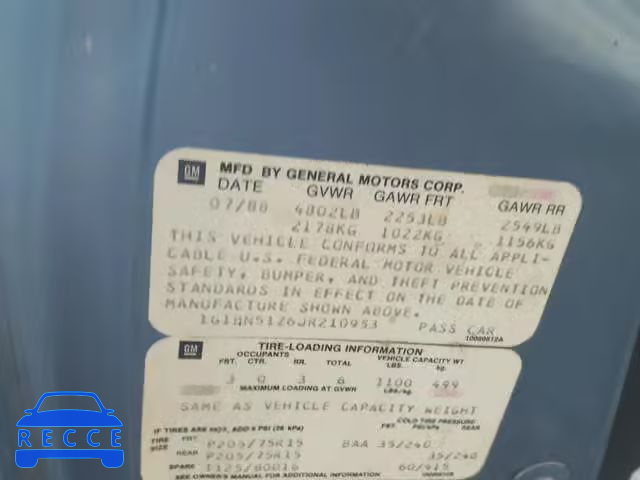 GM MFD BY GENERAL MOTORS CORP.
DATE GVWR GAWR FRT GAWR RR
07/88 4802LB 2253LB 2549LB
2178KG 1022KG 1156KG
THIS VEHICLE CONFORMS TO ALL APPLI-
CABLE U.S. FEDERAL MOTOR VEHICLE
SAFETY, BUMPER, AND THEFT PREVENTION
STANDARDS IN EFFECT ON THE DATE OF
MANUFACTURE SHOWN ABOVE.
1G1BN51Z6JR210953 PASS CAR
GM TIRE-LOADING INFORMATION
OCCUPANTS VEHICLE CAPACITY WT
FRT. CTR. RR. TOTAL LBS. kg.
3 0 3 6 1100 499
MAXIMUM LOADING AT GVWR
SAME AS VEHICLE CAPACITY WEIGHT
COLD TIRE PRESSURE
IF TIRES ARE HOT, ADD 4 PSI (28 kPa) FRT REAR
TIRE SIZE FRT P205/75R15 BAA 35/240
REAR P205/75R15 35/240
SPARE T125/80D16 60/415
SEE OWNER'S MANUAL FOR ADDITIONAL INFORMATION
RECCE